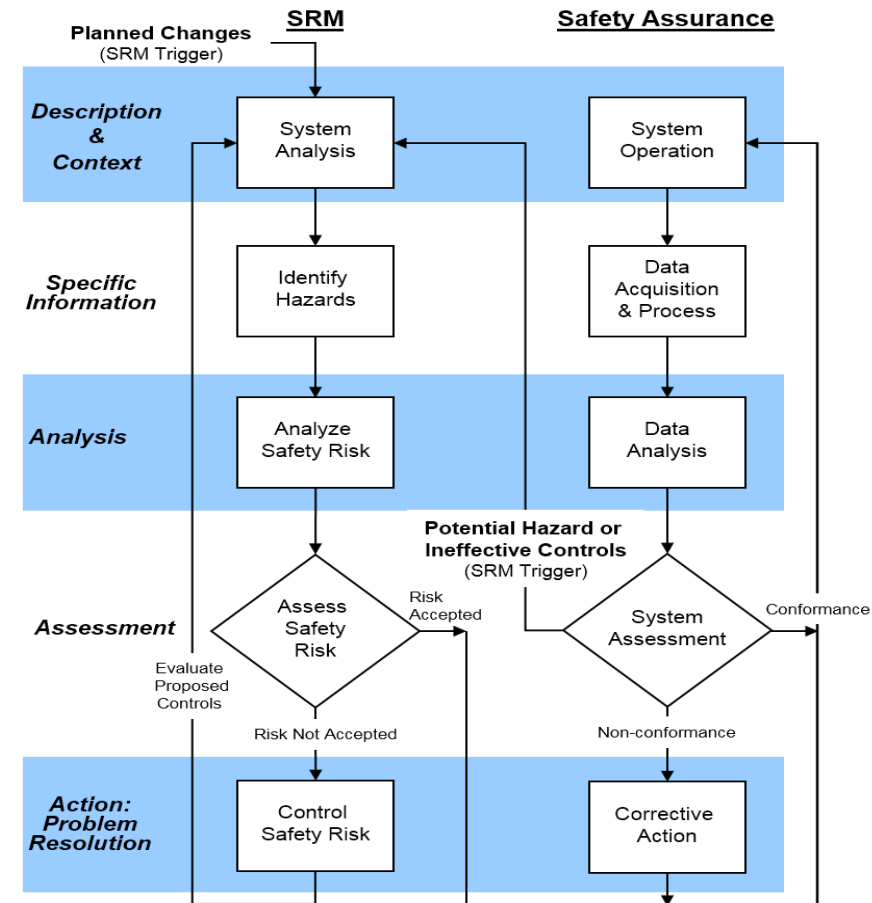 SRM
Safety Assurance
Planned Changes
(SRM Trigger)
Description
&
Context
System
Analysis
System
Operation
Specific
Information
Identify
Hazards
Data
Acquisition
& Process
Analysis
Analyze
Safety Risk
Data
Analysis
Potential Hazard or
Ineffective Controls
(SRM Trigger)
Assessment
Assess
Safety
Risk
Risk
Accepted
System
Assessment
Conformance
Evaluate
Proposed
Controls
Risk Not Accepted
Non-conformance
Action:
Problem
Resolution
Control
Safety Risk
Corrective
Action